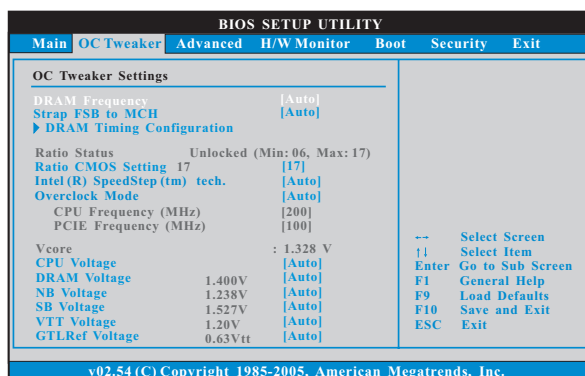 BIOS SETUP UTILITY
Main OC Tweaker Advanced H/W Monitor Boot Security Exit
OC Tweaker Settings
DRAM Frequency [Auto]
Strap FSB to MCH [Auto]
DRAM Timing Configuration
Ratio Status Unlocked (Min: 06, Max: 17)
Ratio CMOS Setting 17 [17]
Intel (R) SpeedStep (tm) tech. [Auto]
Overclock Mode [Auto]
CPU Frequency (MHz) [200]
PCIE Frequency (MHz) [100]
Vcore : 1.328 V
CPU Voltage [Auto]
DRAM Voltage 1.400V [Auto]
NB Voltage 1.238V [Auto]
SB Voltage 1.527V [Auto]
VTT Voltage 1.20V [Auto]
GTLRef Voltage 0.63Vtt [Auto]
←→ Select Screen
↑↓ Select Item
Enter Go to Sub Screen
F1 General Help
F9 Load Defaults
F10 Save and Exit
ESC Exit
v02.54 (C) Copyright 1985-2005, American Megatrends, Inc.